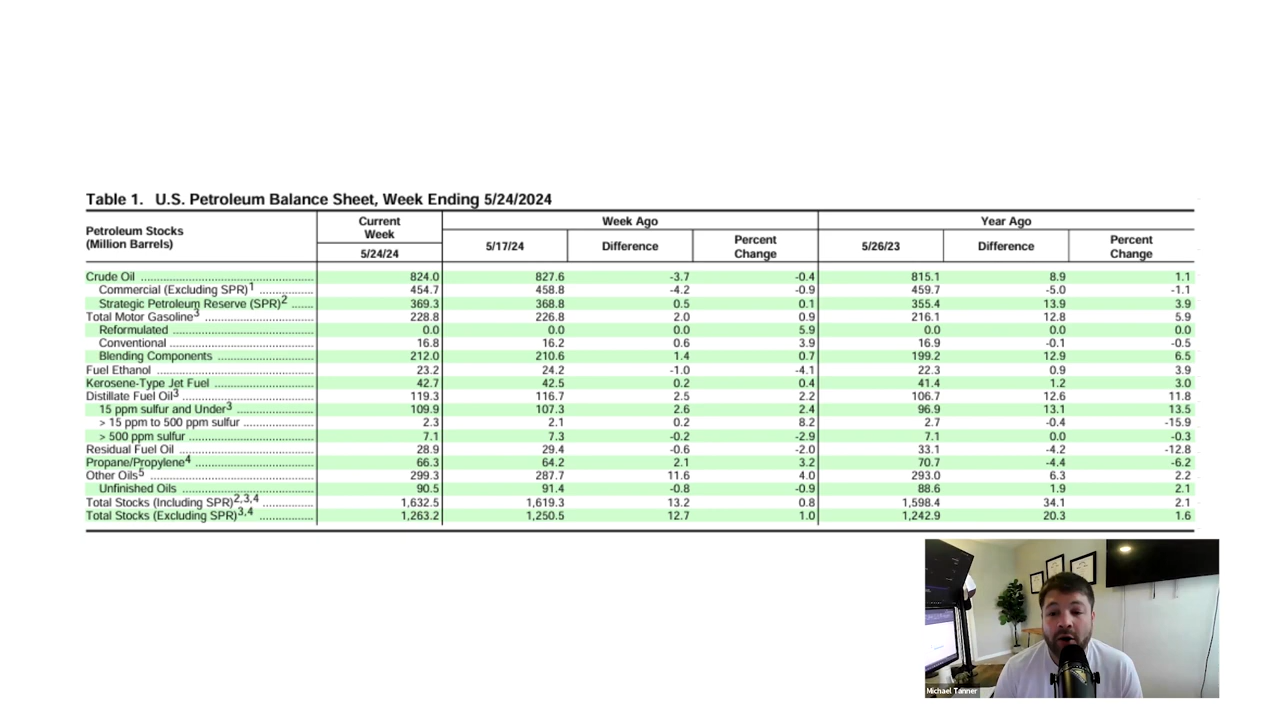 Table 1. U.S. Petroleum Balance Sheet, Week Ending 5/24/2024
Petroleum Stocks
(Million Barrels)
Current
Week
5/24/24
Week Ago
5/17/24
Difference
Percent
Change
Year Ago
5/26/23
Difference
Percent
Change
Crude Oil 824.0 827.6 -3.7 -0.4 815.1 8.9 1.1
Commercial (Excluding SPR)1 454.7 458.8 -4.2 -0.9 459.7 -5.0 -1.1
Strategic Petroleum Reserve (SPR)2 369.3 368.8 0.5 0.1 355.4 13.9 3.9
Total Motor Gasoline3 228.8 226.8 2.0 0.9 216.1 12.8 5.9
Reformulated 0.0 0.0 0.0 5.9 0.0 0.0 0.0
Conventional 16.8 16.2 0.6 3.9 16.9 -0.1 -0.5
Blending Components 212.0 210.6 1.4 0.7 199.2 12.9 6.5
Fuel Ethanol 23.2 24.2 -1.0 -4.1 22.3 0.9 3.9
Kerosene-Type Jet Fuel 42.7 42.5 0.2 0.4 41.4 1.2 3.0
Distillate Fuel Oil3 119.3 116.7 2.5 2.2 106.7 12.6 11.8
15 ppm sulfur and Under3 109.9 107.3 2.6 2.4 96.9 13.1 13.5
> 15 ppm to 500 ppm sulfur 2.3 2.1 0.2 8.2 2.7 -0.4 -15.9
> 500 ppm sulfur 7.1 7.3 -0.2 -2.9 7.1 0.0 -0.3
Residual Fuel Oil 28.9 29.4 -0.6 -2.0 33.1 -4.2 -12.8
Propane/Propylene4 66.3 64.2 2.1 3.2 70.7 -4.4 -6.2
Other Oils5 299.3 287.7 11.6 4.0 293.0 6.3 2.2
Unfinished Oils 90.5 91.4 -0.8 -0.9 88.6 1.9 2.1
Total Stocks (Including SPR)2,3,4 1,632.5 1,619.3 13.2 0.8 1,598.4 34.1 2.1
Total Stocks (Excluding SPR)3,4 1,263.2 1,250.5 12.7 1.0 1,242.9 20.3 1.6
Michael Tanner